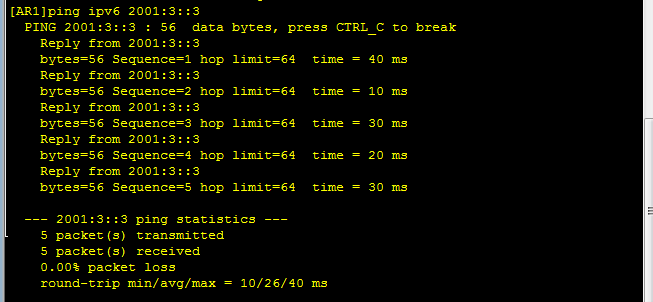 [AR1]ping ipv6 2001:3::3
PING 2001:3::3 : 56  data bytes, press CTRL_C to break
Reply from 2001:3::3
bytes=56 Sequence=1 hop limit=64  time = 40 ms
Reply from 2001:3::3
bytes=56 Sequence=2 hop limit=64  time = 10 ms
Reply from 2001:3::3
bytes=56 Sequence=3 hop limit=64  time = 30 ms
Reply from 2001:3::3
bytes=56 Sequence=4 hop limit=64  time = 20 ms
Reply from 2001:3::3
bytes=56 Sequence=5 hop limit=64  time = 30 ms
--- 2001:3::3 ping statistics ---
5 packet(s) transmitted
5 packet(s) received
0.00% packet loss
round-trip min/avg/max = 10/26/40 ms